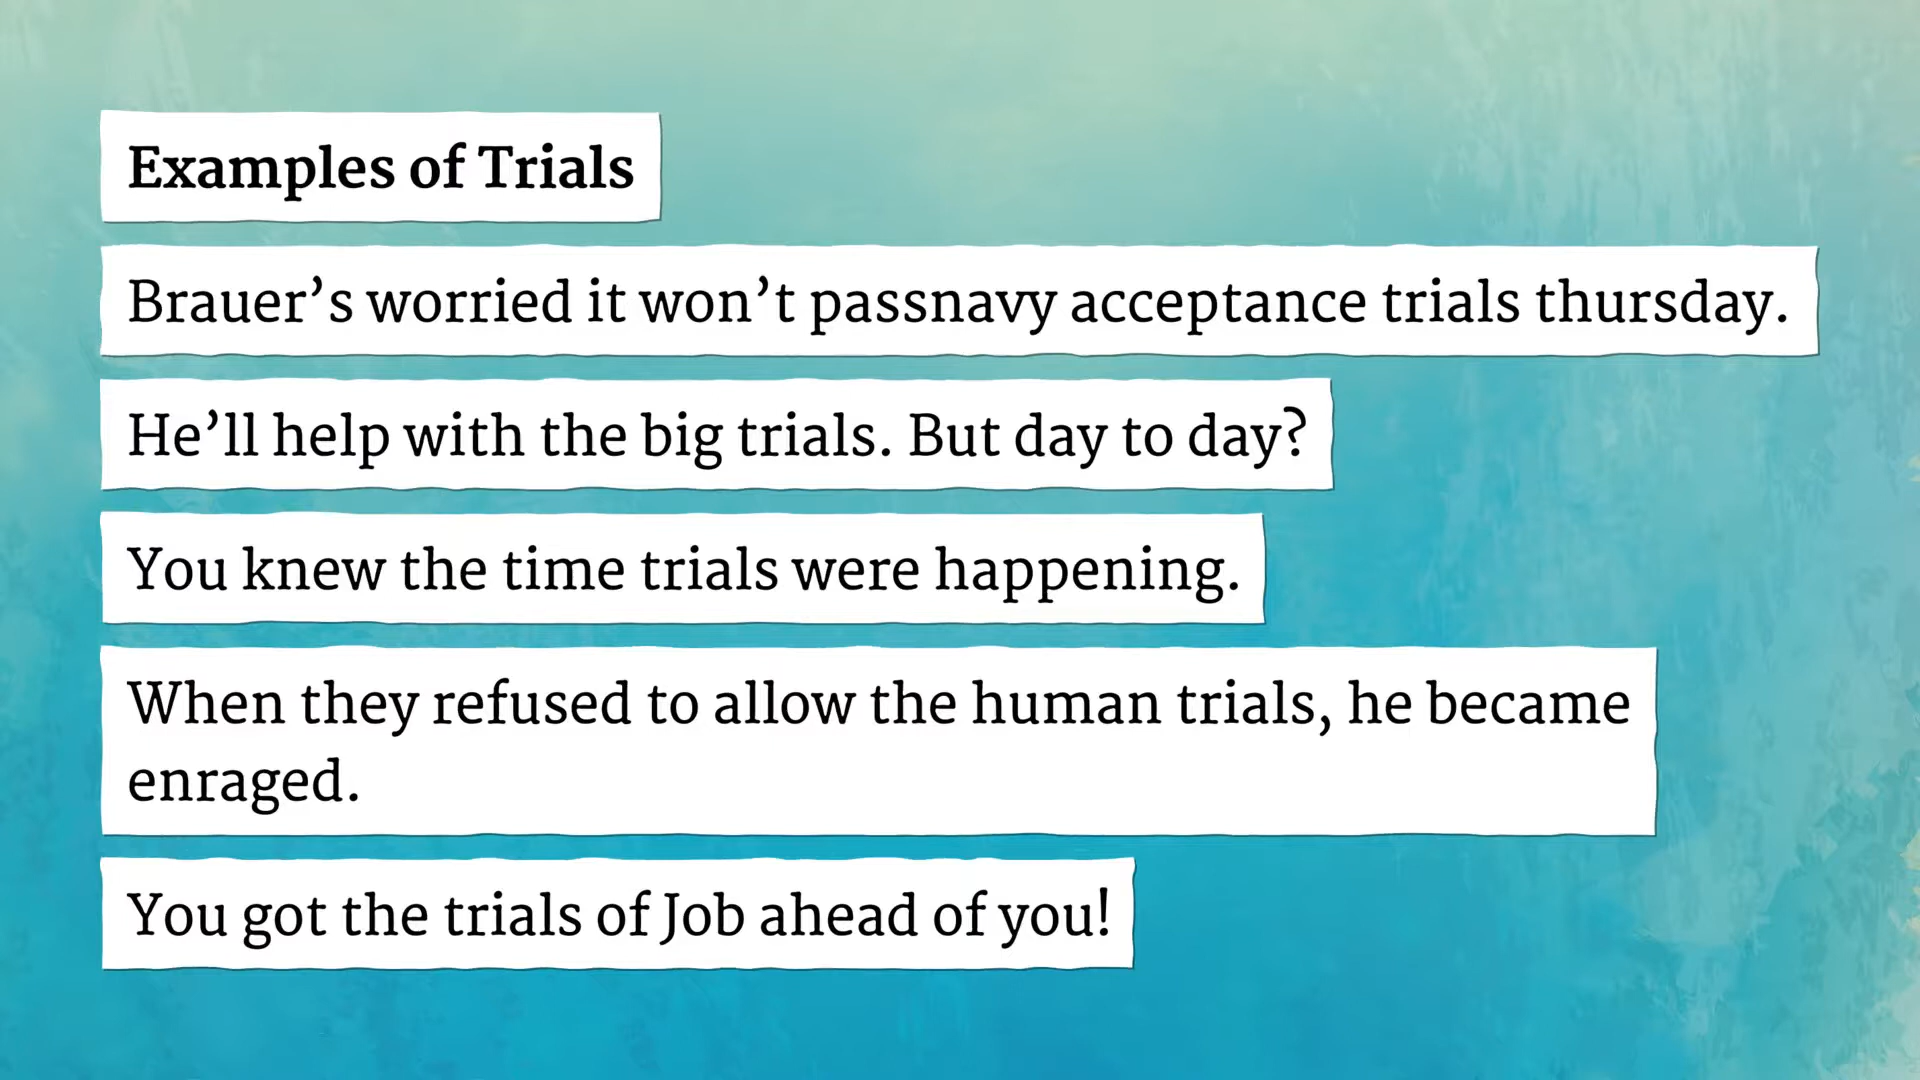 Examples of Trials
Brauer’s worried it won’t passnavy acceptance trials thursday.
He’ll help with the big trials. But day to day?
You knew the time trials were happening.
When they refused to allow the human trials, he became
enraged.
You got the trials of Job ahead of you!